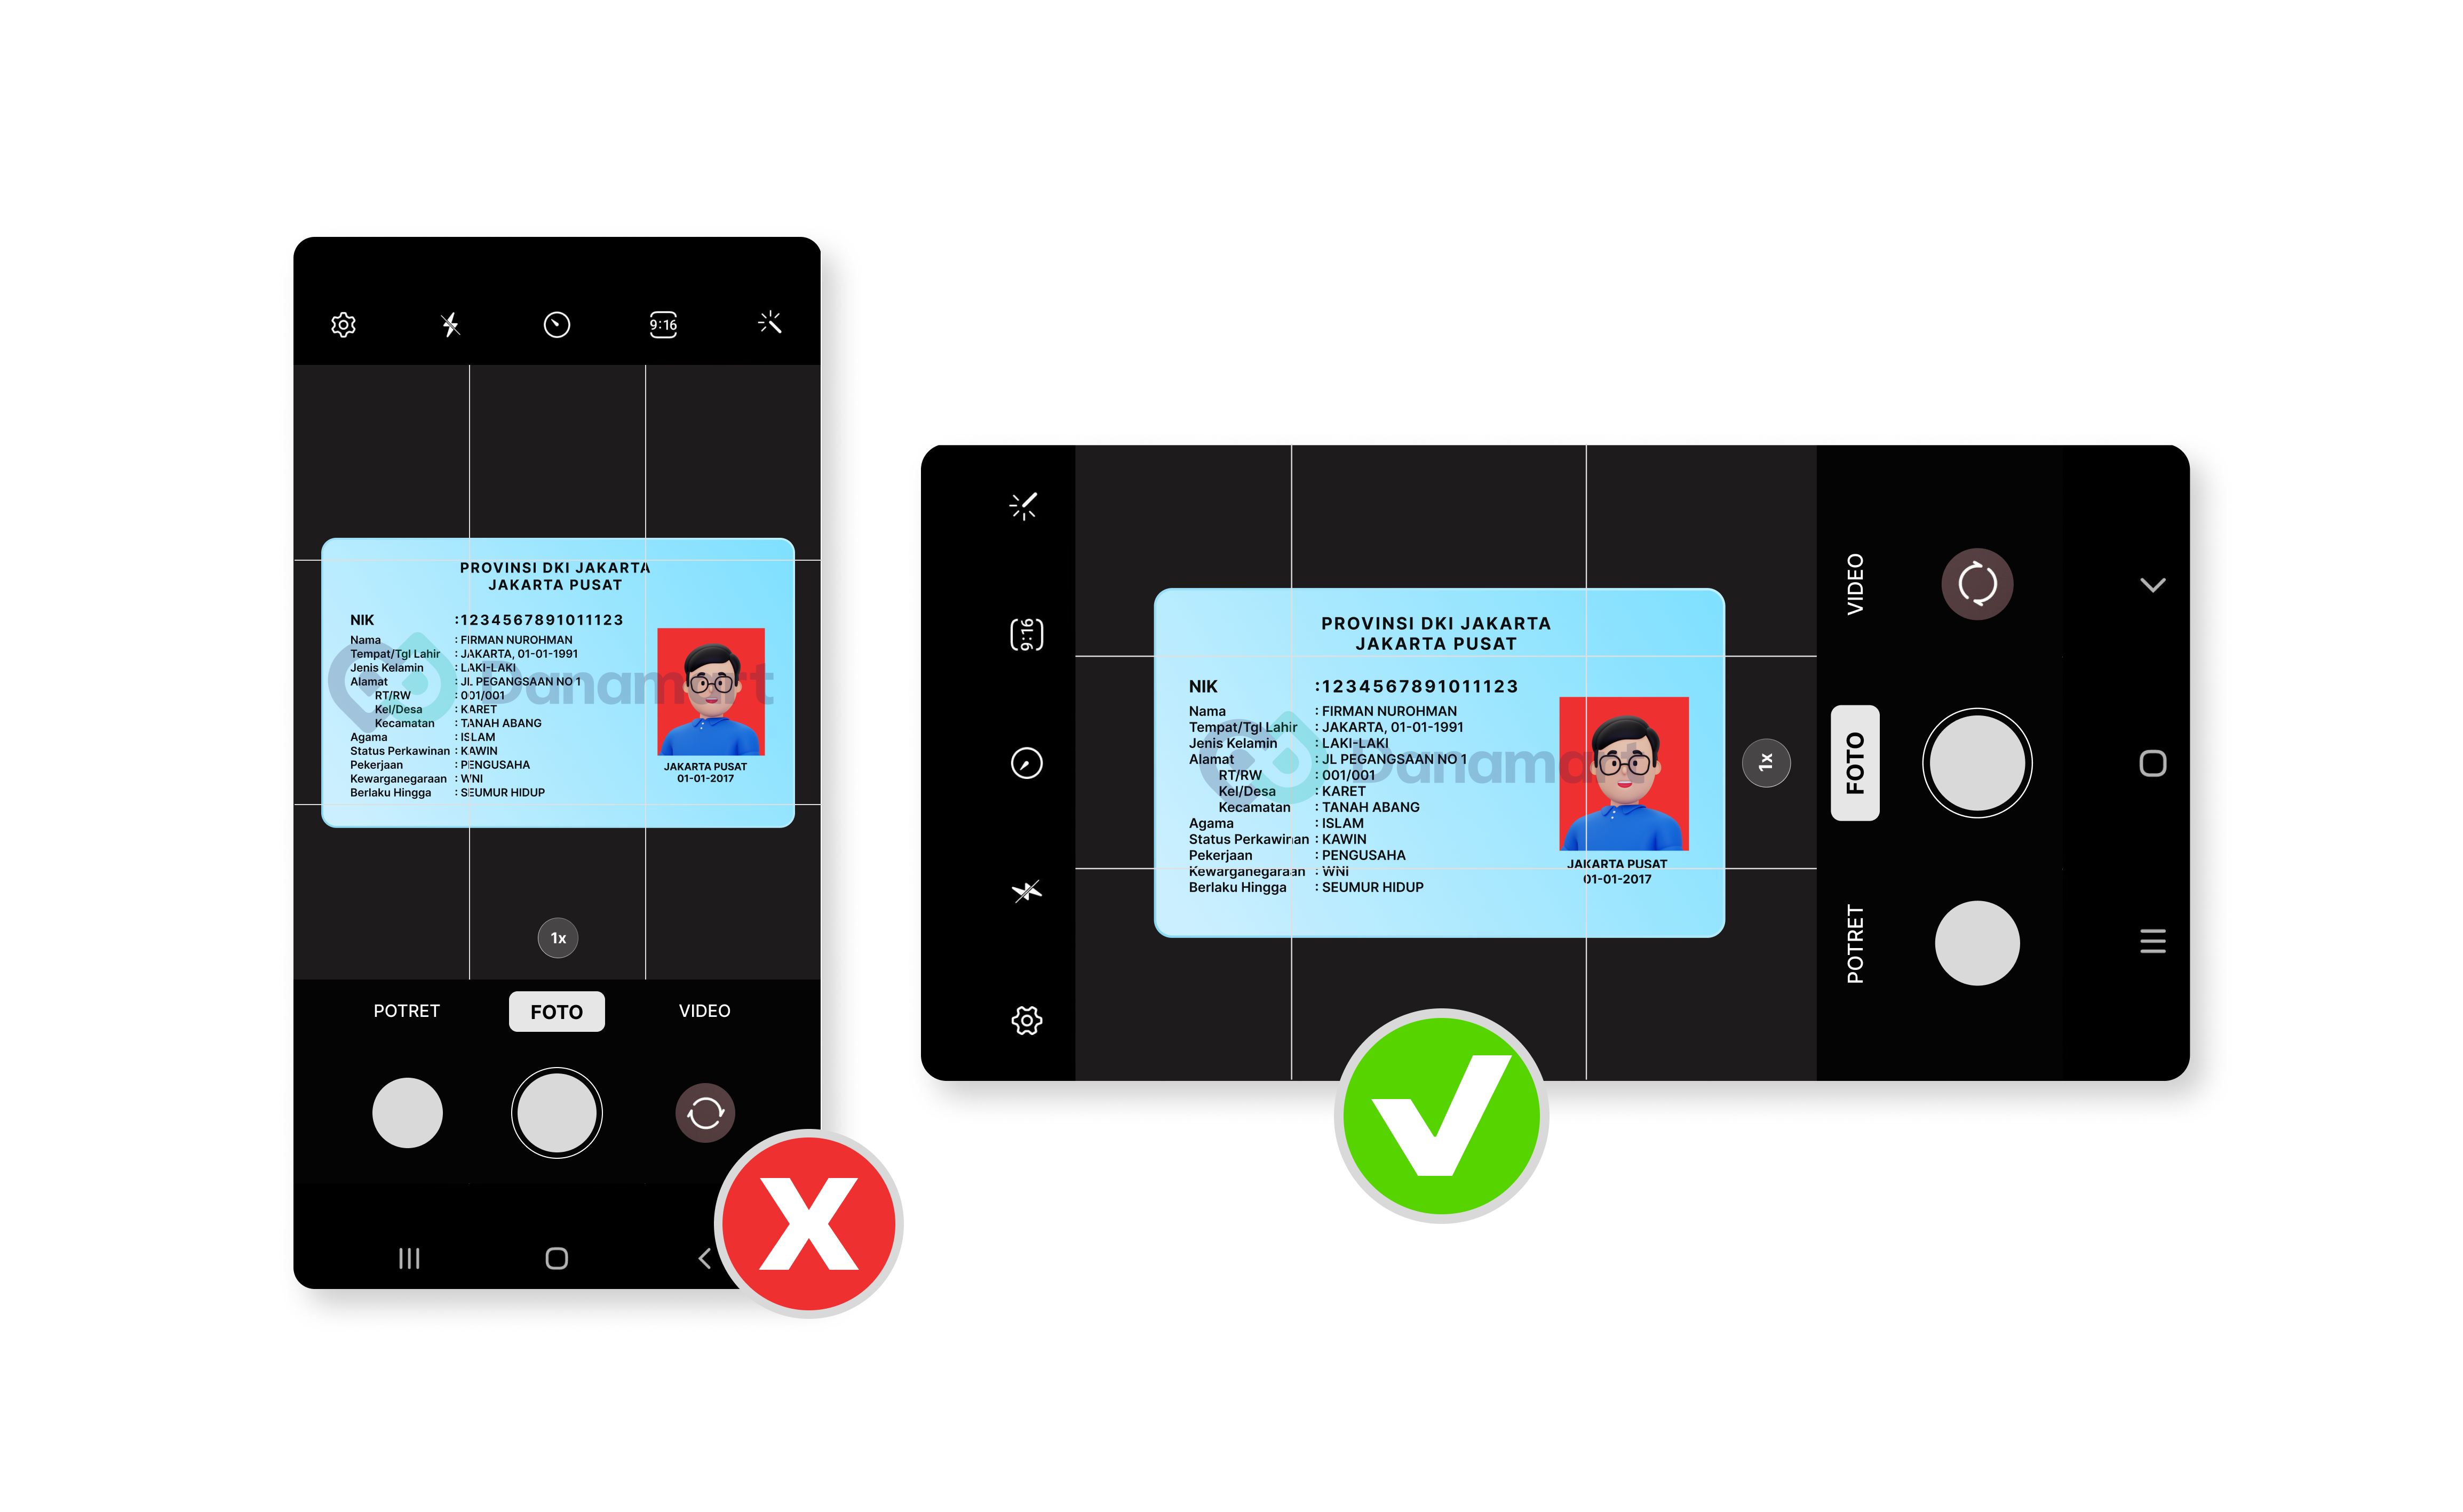 9:16
PROVINSI DKI JAKARTA
JAKARTA PUSAT
NIK : 1234567891011123
Nama : FIRMAN NUROHMAN
Tempat/Tgl Lahir : JAKARTA, 01-01-1991
Jenis Kelamin : LAKI-LAKI
Alamat : JL PEGANGSAAN NO 1
RT/RW : 001/001
Kel/Desa : KARET
Kecamatan : TANAH ABANG
Agama : ISLAM
Status Perkawinan : KAWIN
Pekerjaan : PENGUSAHA
Kewarganegaraan : WNI
Berlaku Hingga : SEUMUR HIDUP
JAKARTA PUSAT
01-01-2017
Danamart
1x
POTRET FOTO VIDEO
X
9:16
PROVINSI DKI JAKARTA
JAKARTA PUSAT
NIK : 1234567891011123
Nama : FIRMAN NUROHMAN
Tempat/Tgl Lahir : JAKARTA, 01-01-1991
Jenis Kelamin : LAKI-LAKI
Alamat : JL PEGANGSAAN NO 1
RT/RW : 001/001
Kel/Desa : KARET
Kecamatan : TANAH ABANG
Agama : ISLAM
Status Perkawinan : KAWIN
Pekerjaan : PENGUSAHA
Kewarganegaraan : WNI
Berlaku Hingga : SEUMUR HIDUP
JAKARTA PUSAT
01-01-2017
Danamart
1x
POTRET FOTO VIDEO